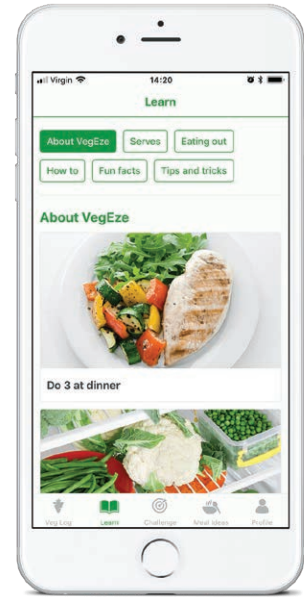 Virgin 14:20
Learn
About VegEze Serves Eating out
How to Fun facts Tips and tricks
About VegEze
Do 3 at dinner
Veg Log Learn Challenge Meal ideas Profile